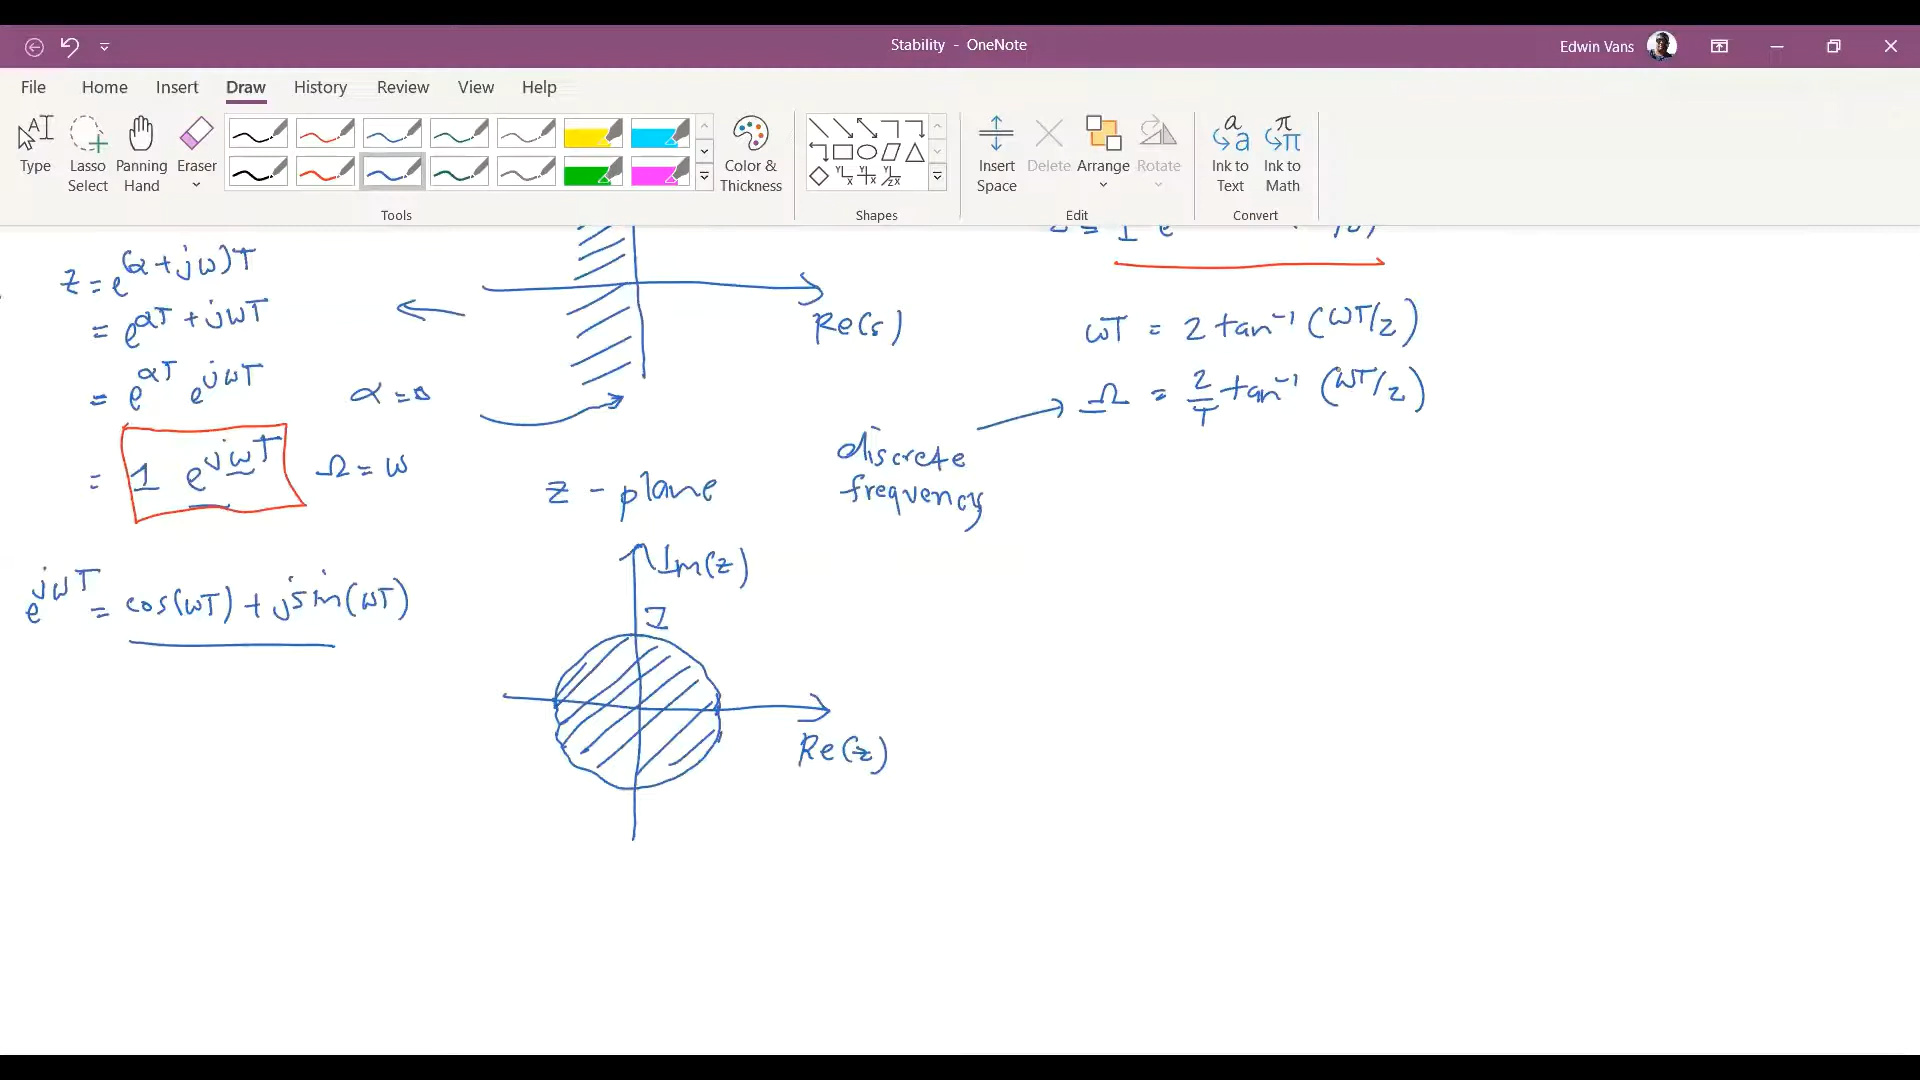 Stability - OneNote
Edwin Vans
File Home Insert Draw History Review View Help
Type
Lasso Select
Panning Hand
Eraser
Color & Thickness
Insert Space
Delete
Arrange
Rotate
a a
Ink to Text
π π
Ink to Math
Tools
Shapes
Edit
Convert
z = e^(α+jω)T
= e^αT + jωT
= e^αT e^jωT
α = 0
= 1 e^jωT
Ω = ω
e^jωT = cos(ωT) + j sin(ωT)
Re(s)
z - plane
Im(z)
1
Re(z)
ωT = 2 tan⁻¹ (ωT/2)
Ω = 2/T tan⁻¹ (ωT/2)
discrete
frequency